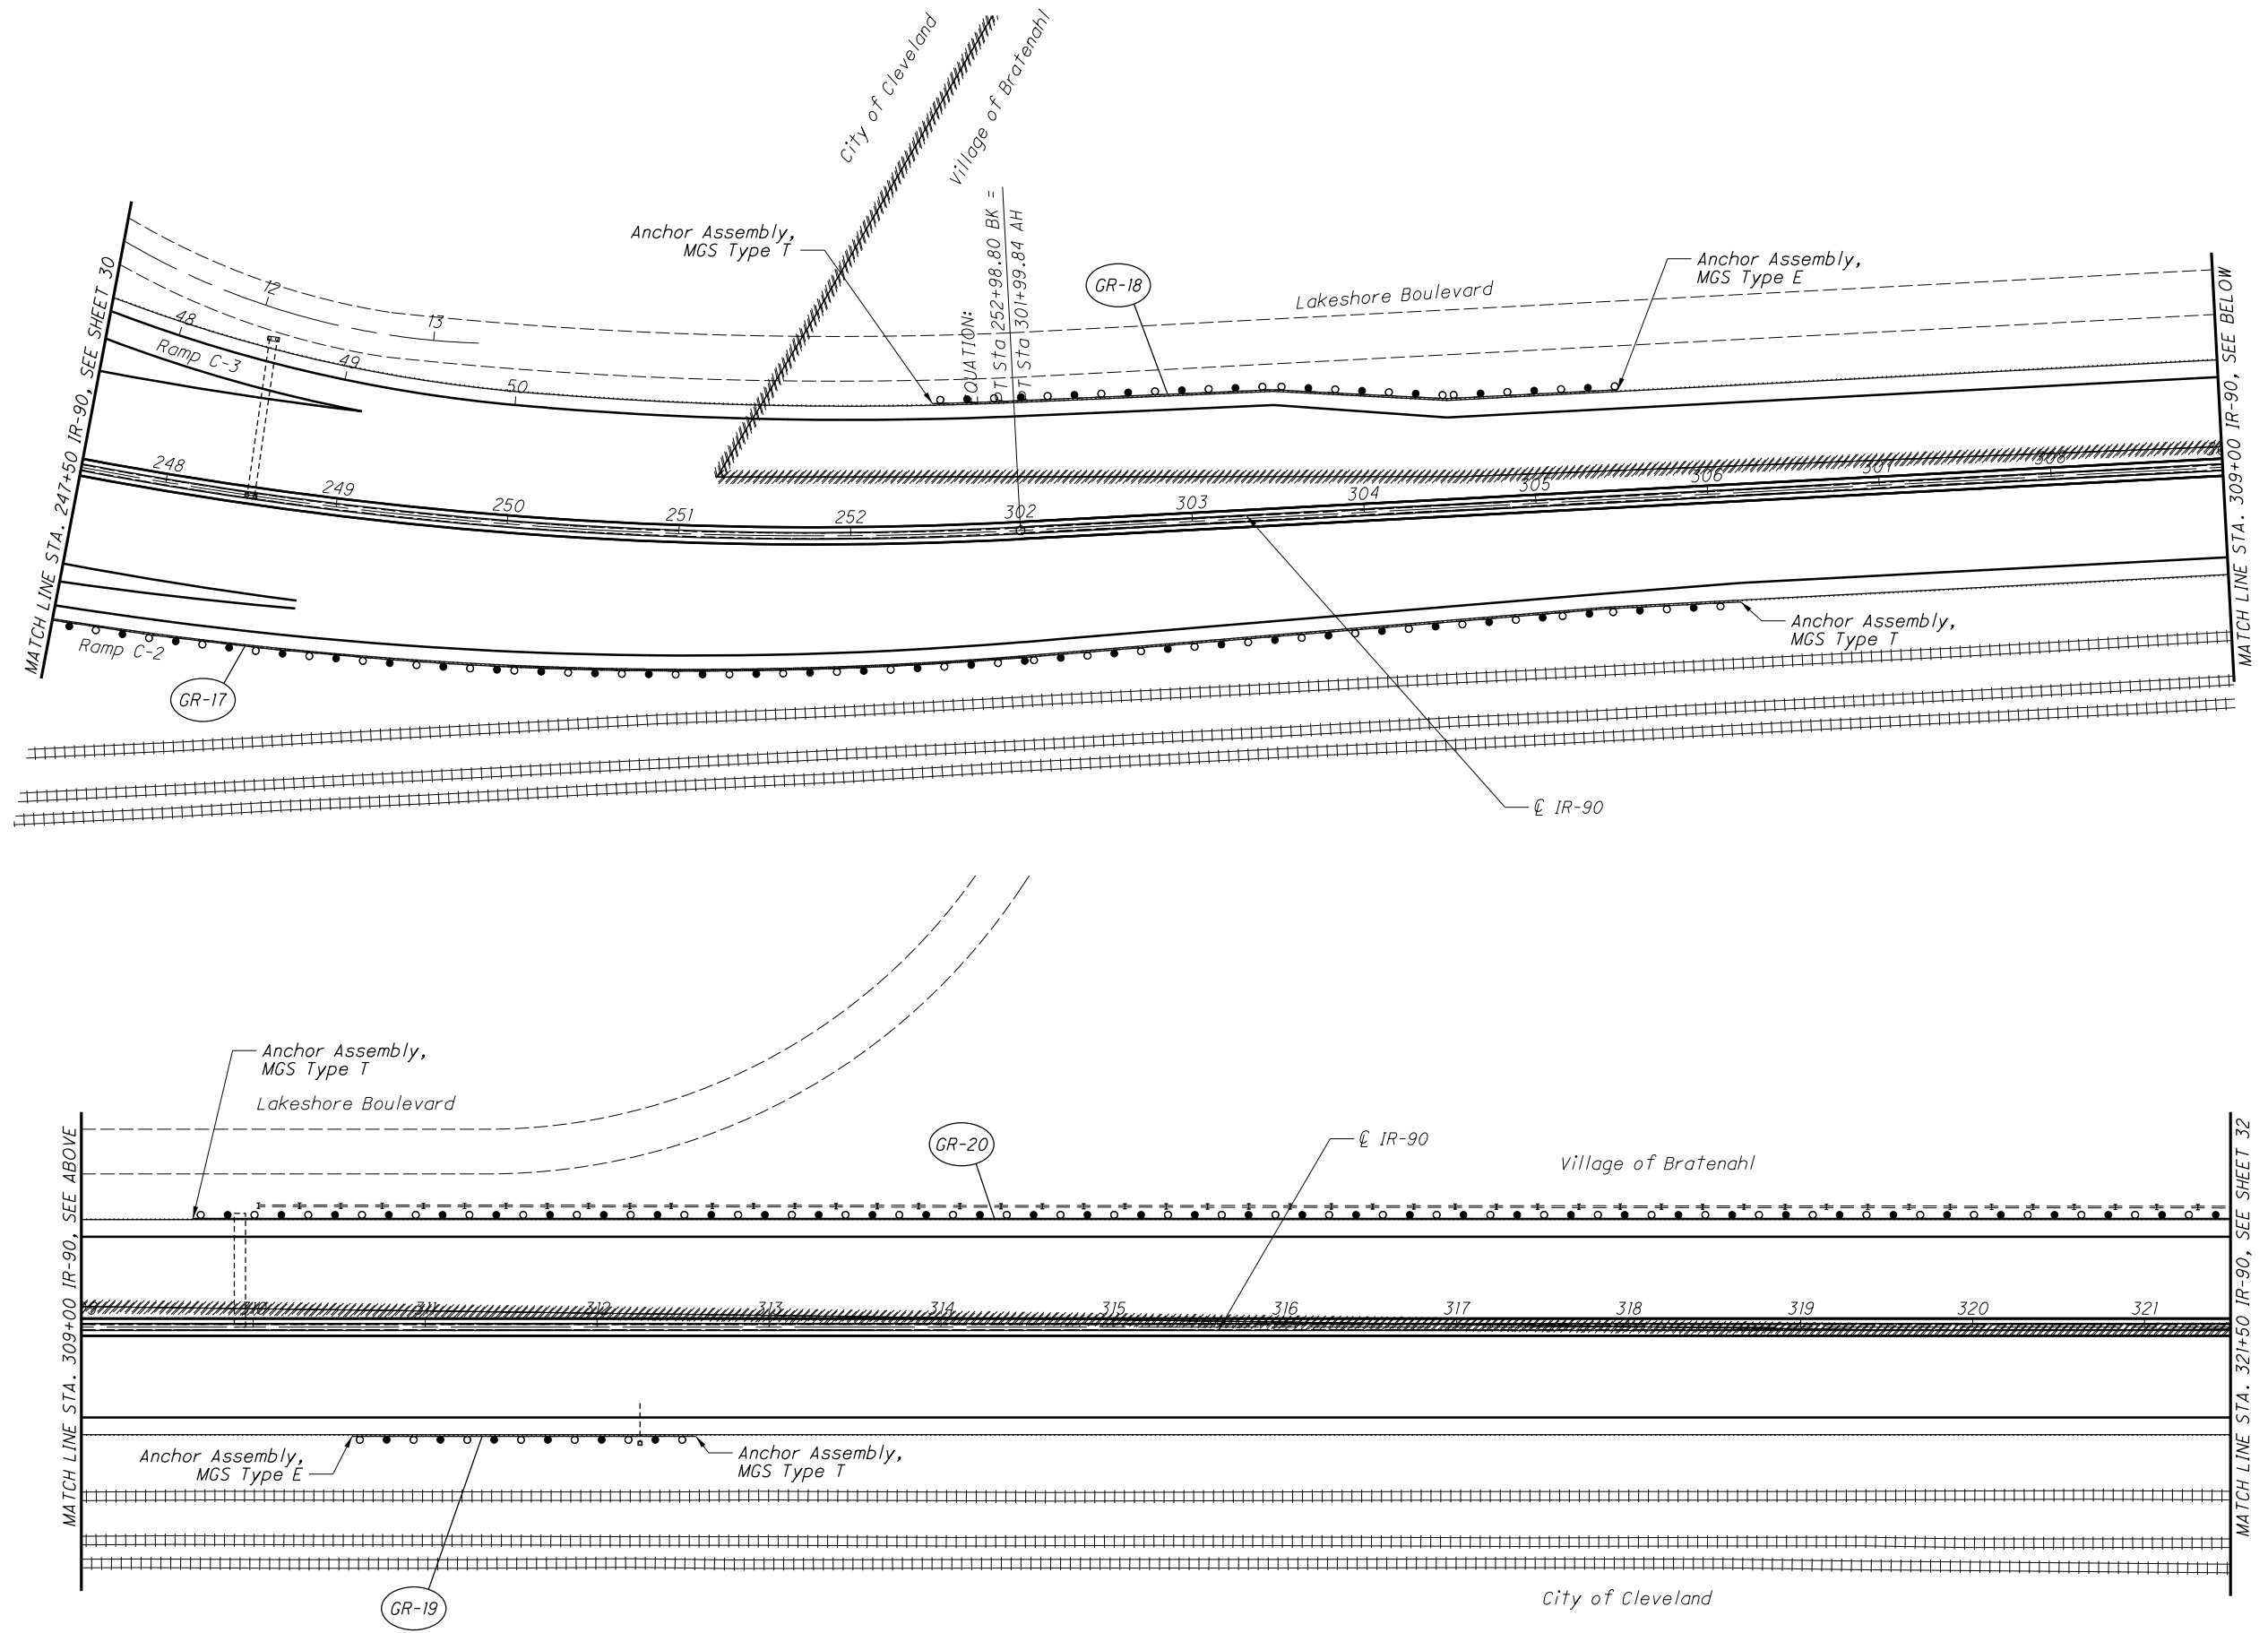 City of Cleveland
Village of Bratenahl
MATCH LINE STA. 247+50 IR-90, SEE SHEET 30
12
13
48
49
50
Ramp C-3
Anchor Assembly,
MGS Type T
EQUATION:
PT Sta 252+98.80 BK =
PT Sta 301+99.84 AH
GR-18
Lakeshore Boulevard
Anchor Assembly,
MGS Type E
MATCH LINE STA. 309+00 IR-90, SEE BELOW
248
249
250
251
252
302
303
304
305
306
307
308
Ramp C-2
GR-17
Anchor Assembly,
MGS Type T
℄ IR-90
Anchor Assembly,
MGS Type T
Lakeshore Boulevard
GR-20
℄ IR-90
Village of Bratenahl
MATCH LINE STA. 309+00 IR-90, SEE ABOVE
MATCH LINE STA. 321+50 IR-90, SEE SHEET 32
310
311
312
313
314
315
316
317
318
319
320
321
Anchor Assembly,
MGS Type E
Anchor Assembly,
MGS Type T
GR-19
City of Cleveland